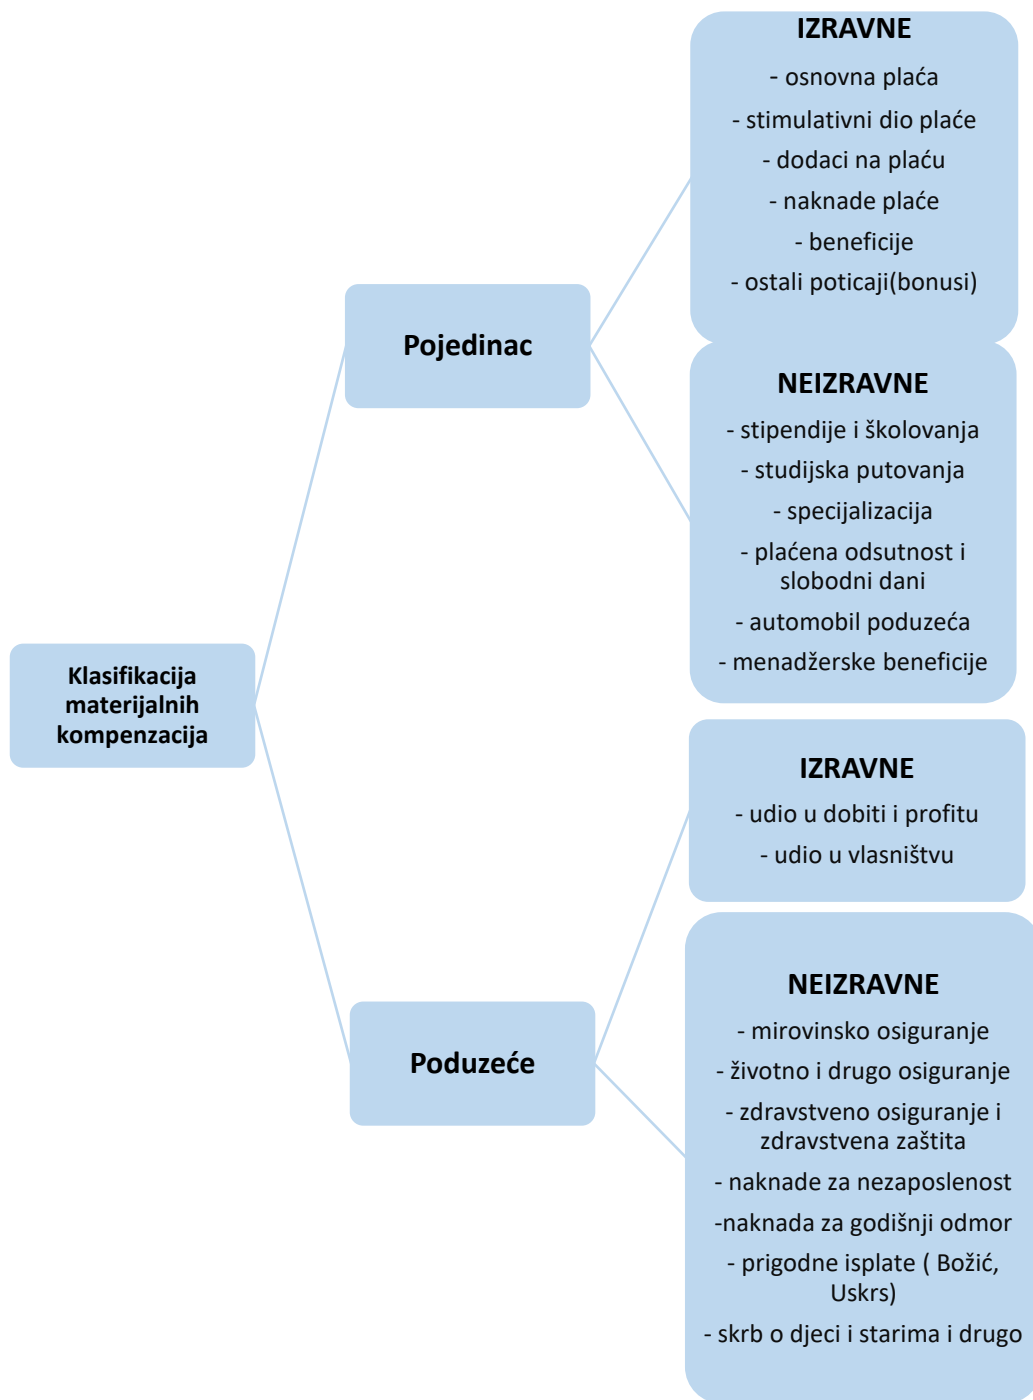 Klasifikacija
materijalnih
kompenzacija
Pojedinac
IZRAVNE
- osnovna plaća
- stimulativni dio plaće
- dodaci na plaću
- naknade plaće
- beneficije
- ostali poticaji(bonusi)
NEIZRAVNE
- stipendije i školovanja
- studijska putovanja
- specijalizacija
- plaćena odsutnost i
slobodni dani
- automobil poduzeća
- menadžerske beneficije
Poduzeće
IZRAVNE
- udio u dobiti i profitu
- udio u vlasništvu
NEIZRAVNE
- mirovinsko osiguranje
- životno i drugo osiguranje
- zdravstveno osiguranje i
zdravstvena zaštita
- naknade za nezaposlenost
-naknada za godišnji odmor
- prigodne isplate ( Božić,
Uskrs)
- skrb o djeci i starima i drugo